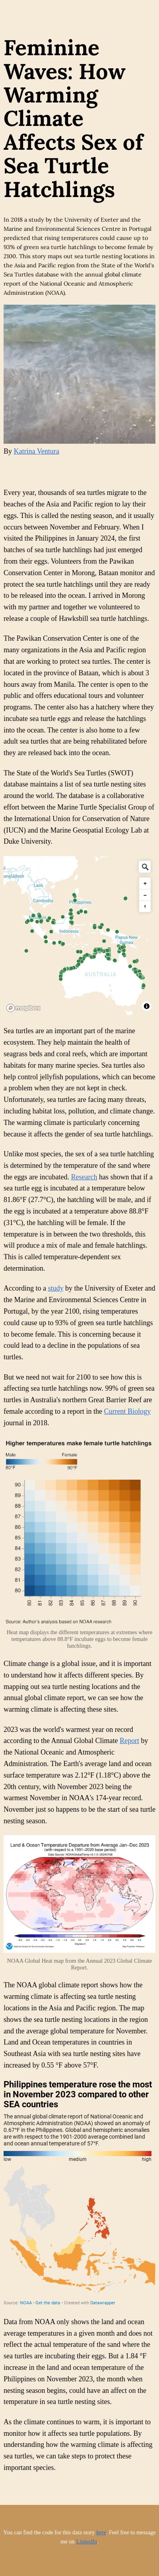 Feminine
Waves: How
Warming
Climate
Affects Sex of
Sea Turtle
Hatchlings
In 2018 a study by the University of Exeter and the
Marine and Environmental Sciences Centre in Portugal
predicted that rising temperatures could cause up to
93% of green sea turtle hatchlings to become female by
2100. This story maps out sea turtle nesting locations in
the Asia and Pacific region from the State of the World's
Sea Turtles database with the annual global climate
report of the National Oceanic and Atmospheric
Administration (NOAA).
By Katrina Ventura
Every year, thousands of sea turtles migrate to the
beaches of the Asia and Pacific region to lay their
eggs. This is called the nesting season, and it usually
occurs between November and February. When I
visited the Philippines in January 2024, the first
batches of sea turtle hatchlings had just emerged
from their eggs. Volunteers from the Pawikan
Conservation Center in Morong, Bataan monitor and
protect the sea turtle hatchlings until they are ready
to be released into the ocean. I arrived in Morong
with my partner and together we volunteered to
release a couple of Hawksbill sea turtle hatchlings.
The Pawikan Conservation Center is one of the
many organizations in the Asia and Pacific region
that are working to protect sea turtles. The center is
located in the province of Bataan, which is about 3
hours away from Manila. The center is open to the
public and offers educational tours and volunteer
programs. The center also has a hatchery where they
incubate sea turtle eggs and release the hatchlings
into the ocean. The center is also home to a few
adult sea turtles that are being rehabilitated before
they are released back into the ocean.
The State of the World's Sea Turtles (SWOT)
database maintains a list of sea turtle nesting sites
around the world. The database is a collaborative
effort between the Marine Turtle Specialist Group of
the International Union for Conservation of Nature
(IUCN) and the Marine Geospatial Ecology Lab at
Duke University.
Laos
Cambodia
Philippines
Indonesia
Papua New
Guinea
AUSTRALIA
mapbox
Sea turtles are an important part of the marine
ecosystem. They help maintain the health of
seagrass beds and coral reefs, which are important
habitats for many marine species. Sea turtles also
help control jellyfish populations, which can become
a problem when they are not kept in check.
Unfortunately, sea turtles are facing many threats,
including habitat loss, pollution, and climate change.
The warming climate is particularly concerning
because it affects the gender of sea turtle hatchlings.
Unlike most species, the sex of a sea turtle hatchling
is determined by the temperature of the sand where
the eggs are incubated. Research has shown that if a
sea turtle egg is incubated at a temperature below
81.86°F (27.7°C), the hatchling will be male, and if
the egg is incubated at a temperature above 88.8°F
(31°C), the hatchling will be female. If the
temperature is in between the two thresholds, this
will produce a mix of male and female hatchlings.
This is called temperature-dependent sex
determination.
According to a study by the University of Exeter and
the Marine and Environmental Sciences Centre in
Portugal, by the year 2100, rising temperatures
could cause up to 93% of green sea turtle hatchlings
to become female. This is concerning because it
could lead to a decline in the populations of sea
turtles.
But we need not wait for 2100 to see how this is
affecting sea turtle hatchlings now. 99% of green sea
turtles in Australia's northern Great Barrier Reef are
female according to a report in the Current Biology
journal in 2018.
Higher temperatures make female turtle hatchlings
Male Female
80°F 90°F
90
89
88
87
86
85
84
83
82
81
80
80 81 82 83 84 85 86 87 88 89 90
Source: Author's analysis based on NOAA research
Heat map displays the different temperatures at extremes where
temperatures above 88.8°F incubate eggs to become female
hatchlings.
Climate change is a global issue, and it is important
to understand how it affects different species. By
mapping out sea turtle nesting locations and the
annual global climate report, we can see how the
warming climate is affecting these sites.
2023 was the world's warmest year on record
according to the Annual Global Climate Report by
the National Oceanic and Atmospheric
Administration. The Earth's average land and ocean
surface temperature was 2.12°F (1.18°C) above the
20th century, with November 2023 being the
warmest November in NOAA's 174-year record.
November just so happens to be the start of sea turtle
nesting season.
Land & Ocean Temperature Departure from Average Jan–Dec 2023
(with respect to a 1991–2020 base period)
NOAA Global Heat map from the Annual 2023 Global Climate
Report.
The NOAA global climate report shows how the
warming climate is affecting sea turtle nesting
locations in the Asia and Pacific region. The map
shows the sea turtle nesting locations in the region
and the average global temperature for November.
Land and Ocean temperatures in countries in
Southeast Asia with sea turtle nesting sites have
increased by 0.55 °F above 57°F.
Philippines temperature rose the most
in November 2023 compared to other
SEA countries
The annual global climate report of National Oceanic and
Atmospheric Administration (NOAA) showed an anomaly of
0.67°F in the Philippines. Global and hemispheric anomalies
are with respect to the 1901-2000 average combined land
and ocean annual temperature of 57°F.
low medium high
Source: NOAA • Get the data • Created with Datawrapper
Data from NOAA only shows the land and ocean
average temperatures in a given month and does not
reflect the actual temperature of the sand where the
sea turtles are incubating their eggs. But a 1.84 °F
increase in the land and ocean temperature of the
Philippines on November 2023, the month when
nesting season begins, could have an affect on the
temperature in sea turtle nesting sites.
As the climate continues to warm, it is important to
monitor how it affects sea turtle populations. By
understanding how the warming climate is affecting
sea turtles, we can take steps to protect these
important species.
You can find the code for this data story here. Feel free to message
me on LinkedIn.